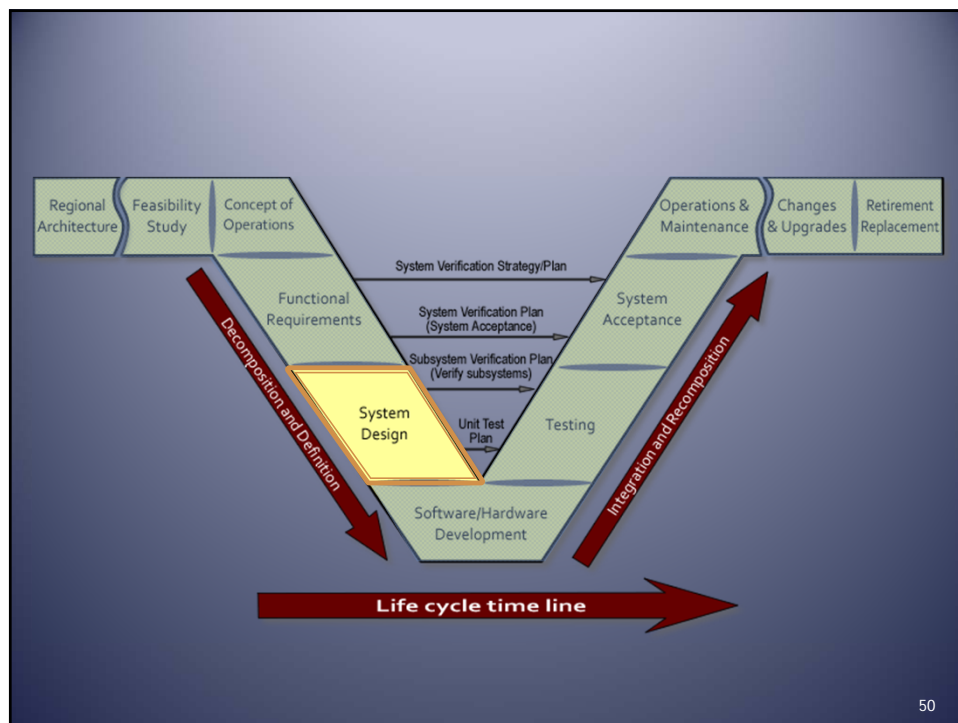 Regional
Architecture
Feasibility
Study
Concept of
Operations
Operations &
Maintenance
Changes
& Upgrades
Retirement
Replacement
System Verification Strategy/Plan
Functional
Requirements
System
Acceptance
System Verification Plan
(System Acceptance)
Subsystem Verification Plan
(Verify subsystems)
Decomposition and Definition
Integration and Recomposition
System
Design
Unit Test
Plan
Testing
Software/Hardware
Development
Life cycle time line
50